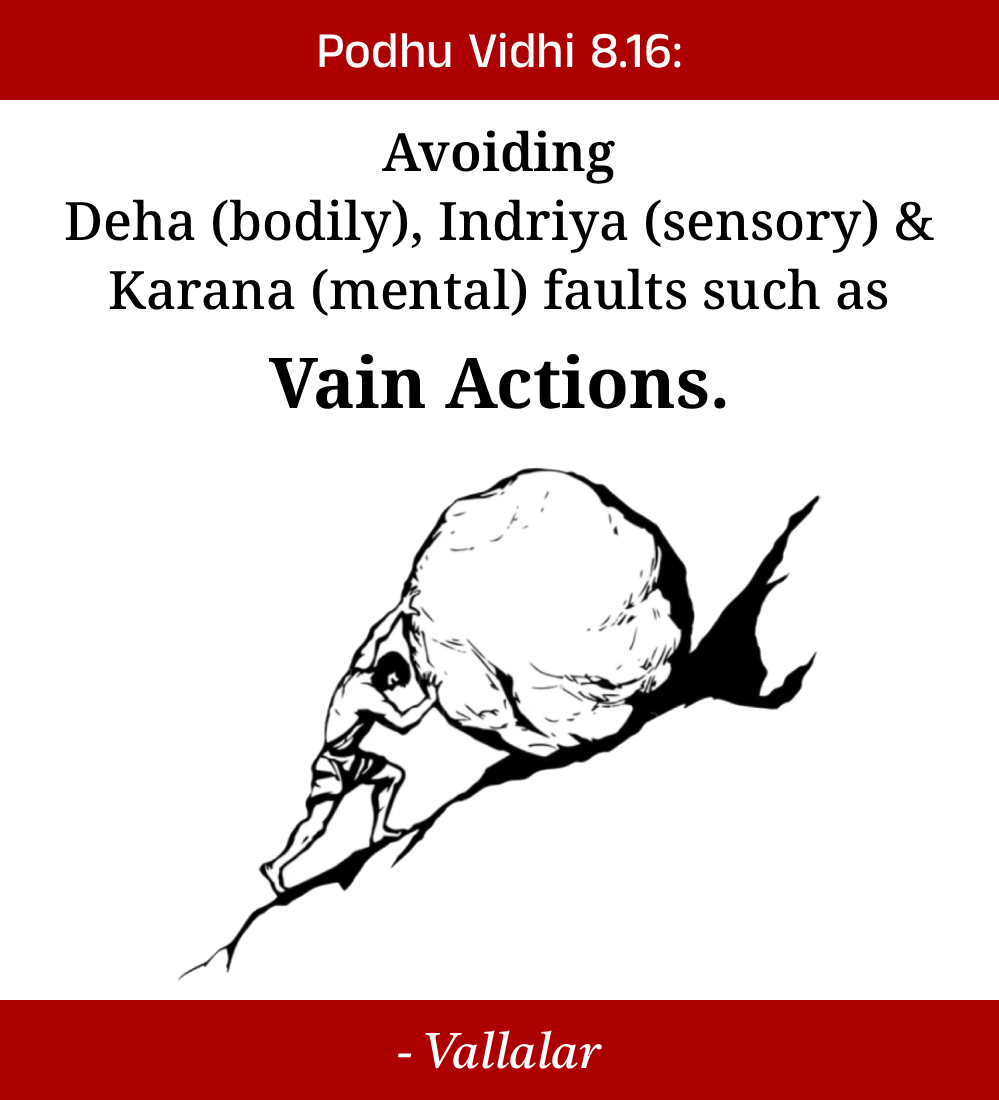 Podhu Vidhi 8.16:
Avoiding
Deha (bodily), Indriya (sensory) &
Karana (mental) faults such as
Vain Actions.
- Vallalar